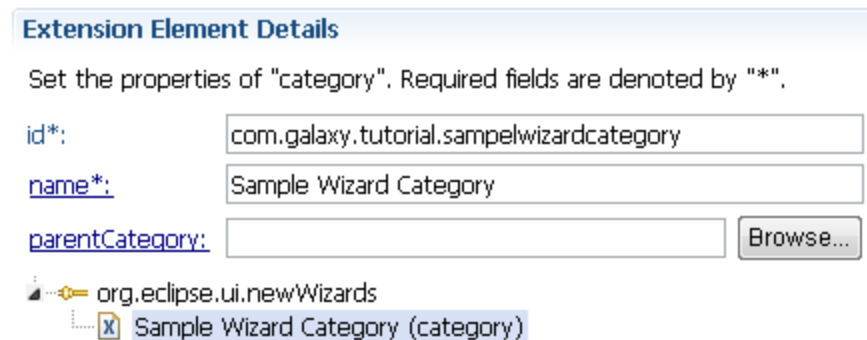 Extension Element Details
Set the properties of "category". Required fields are denoted by "*".
id*: com.galaxy.tutorial.sampelwizardcategory
name*: Sample Wizard Category
parentCategory: Browse...
org.eclipse.ui.newWizards
Sample Wizard Category (category)